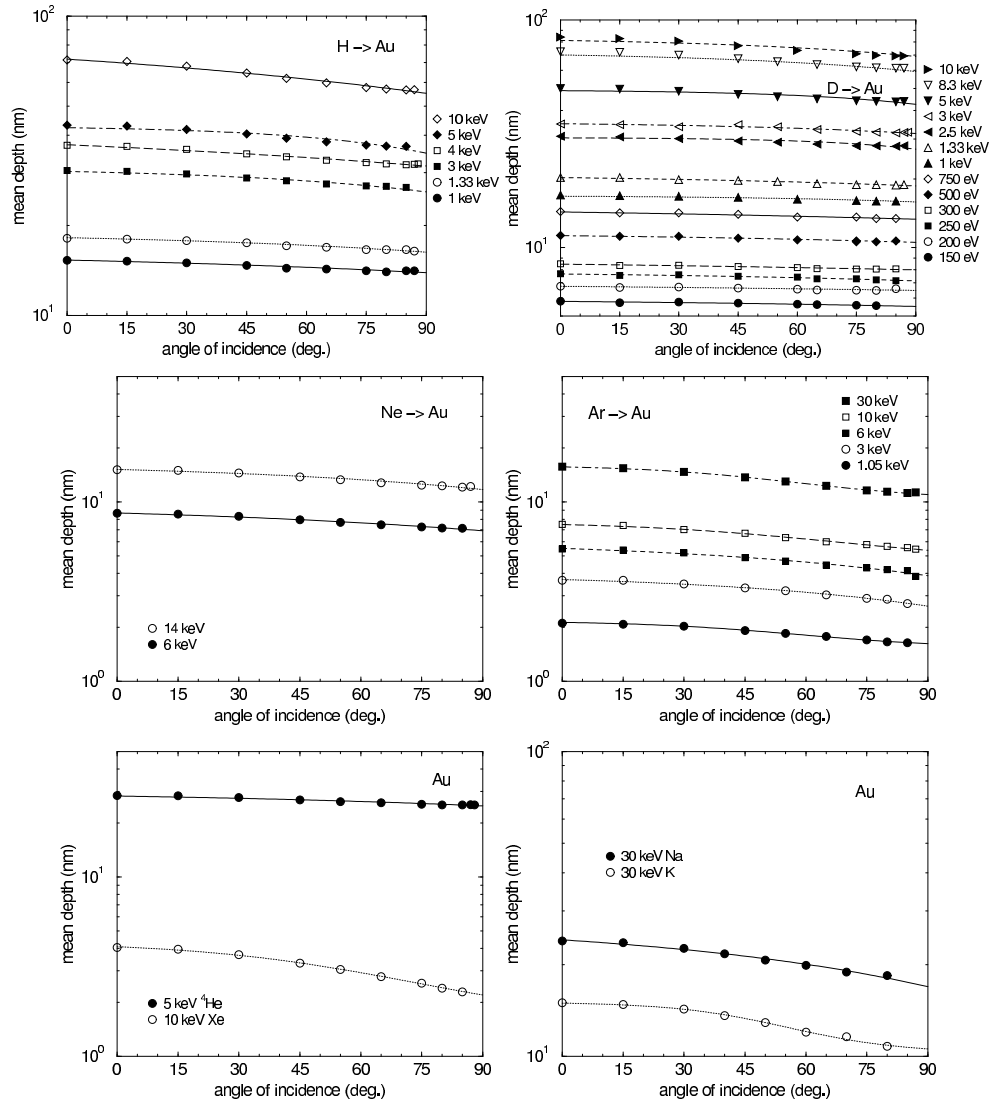 10²
H -> Au
10 keV
5 keV
4 keV
3 keV
1.33 keV
1 keV
mean depth (nm)
10¹
0 15 30 45 60 75 90
angle of incidence (deg.)
10²
D -> Au
10 keV
8.3 keV
5 keV
3 keV
2.5 keV
1.33 keV
1 keV
750 eV
500 eV
300 eV
250 eV
200 eV
150 eV
mean depth (nm)
10¹
0 15 30 45 60 75 90
angle of incidence (deg.)
Ne -> Au
mean depth (nm)
10¹
14 keV
6 keV
10⁰
0 15 30 45 60 75 90
angle of incidence (deg.)
Ar -> Au
30 keV
10 keV
6 keV
3 keV
1.05 keV
mean depth (nm)
10¹
10⁰
0 15 30 45 60 75 90
angle of incidence (deg.)
Au
mean depth (nm)
10¹
5 keV ⁴He
10 keV Xe
10⁰
0 15 30 45 60 75 90
angle of incidence (deg.)
10²
Au
30 keV Na
30 keV K
mean depth (nm)
10¹
0 15 30 45 60 75 90
angle of incidence (deg.)